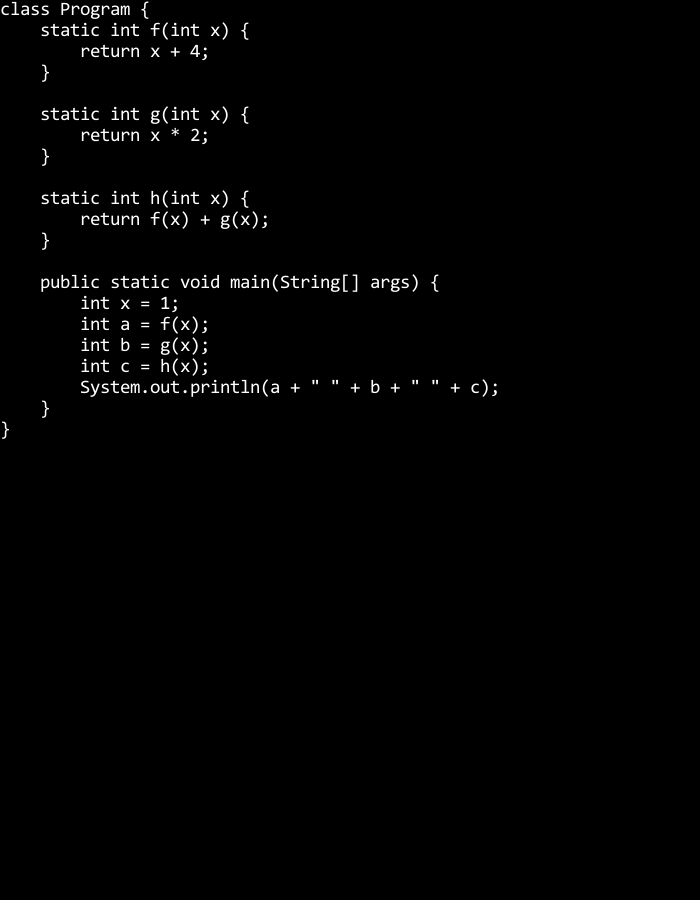 class Program {
    static int f(int x) {
        return x + 4;
    }

    static int g(int x) {
        return x * 2;
    }

    static int h(int x) {
        return f(x) + g(x);
    }

    public static void main(String[] args) {
        int x = 1;
        int a = f(x);
        int b = g(x);
        int c = h(x);
        System.out.println(a + " " + b + " " + c);
    }
}